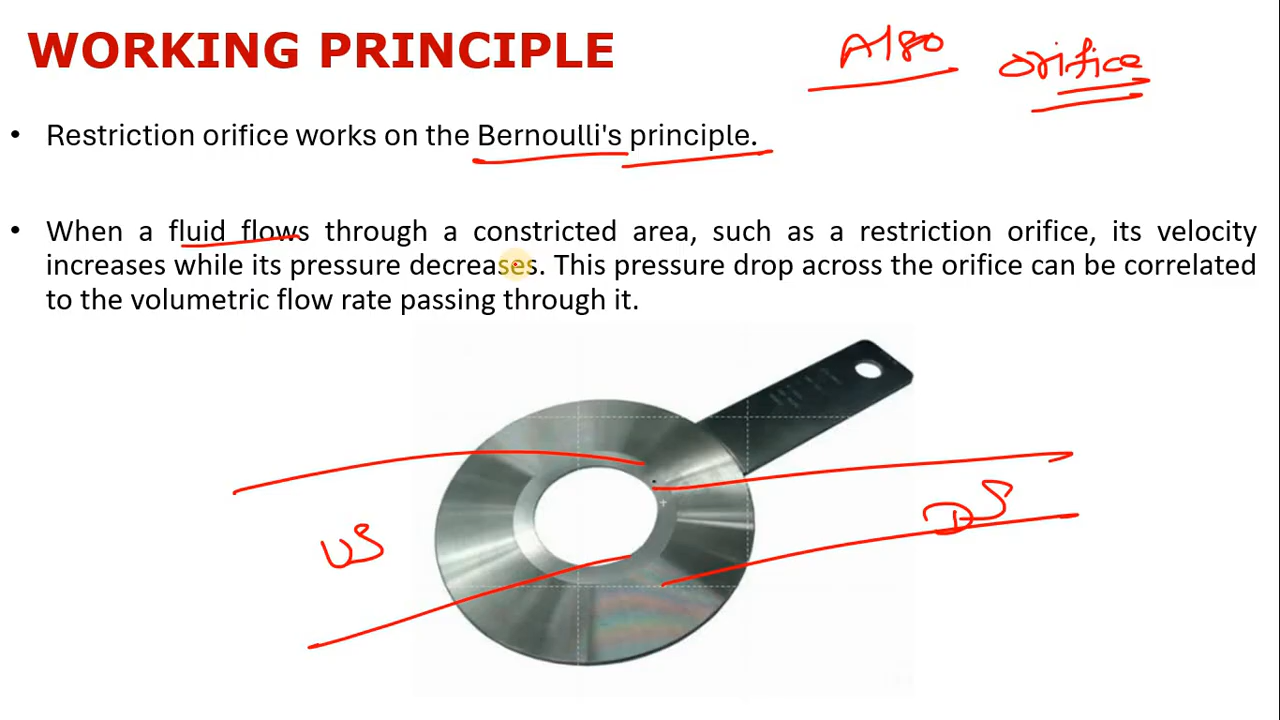 WORKING PRINCIPLE
A180 orifice
• Restriction orifice works on the Bernoulli's principle.
• When a fluid flows through a constricted area, such as a restriction orifice, its velocity
increases while its pressure decreases. This pressure drop across the orifice can be correlated
to the volumetric flow rate passing through it.
US
DS